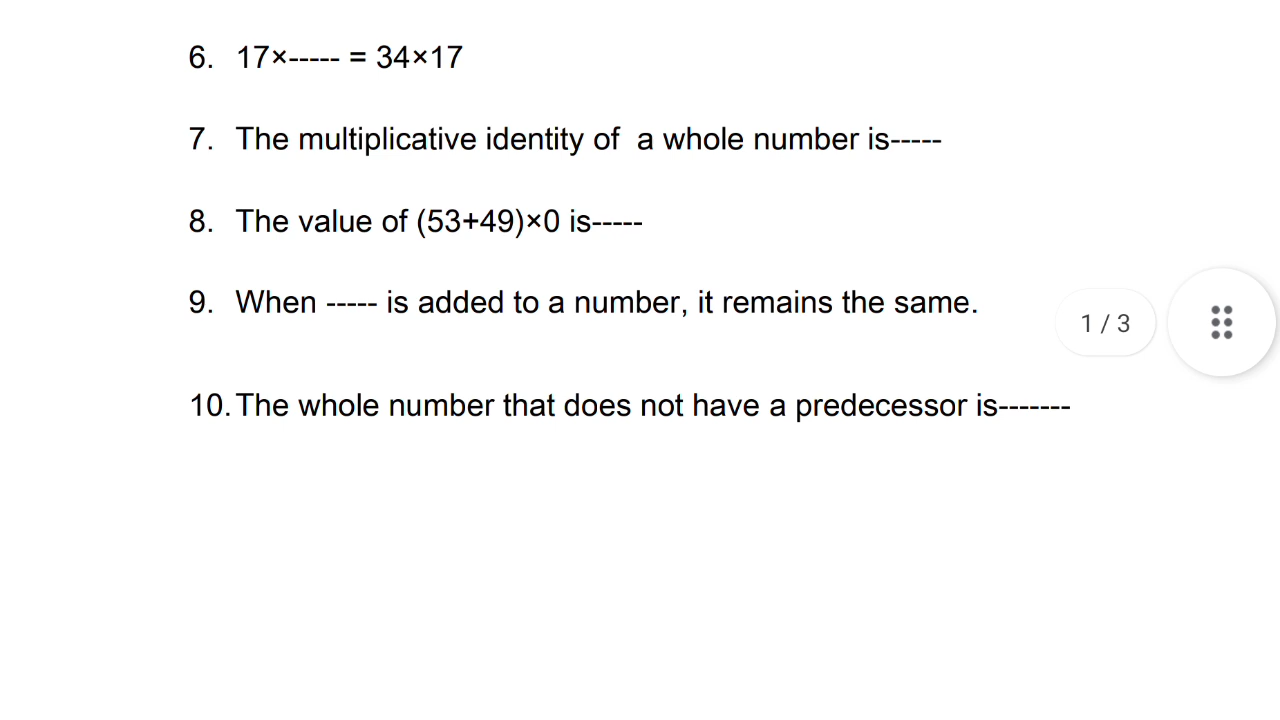 6. 17×----- = 34×17
7. The multiplicative identity of  a whole number is-----
8. The value of (53+49)×0 is-----
9. When ----- is added to a number, it remains the same.
1 / 3
10. The whole number that does not have a predecessor is-------